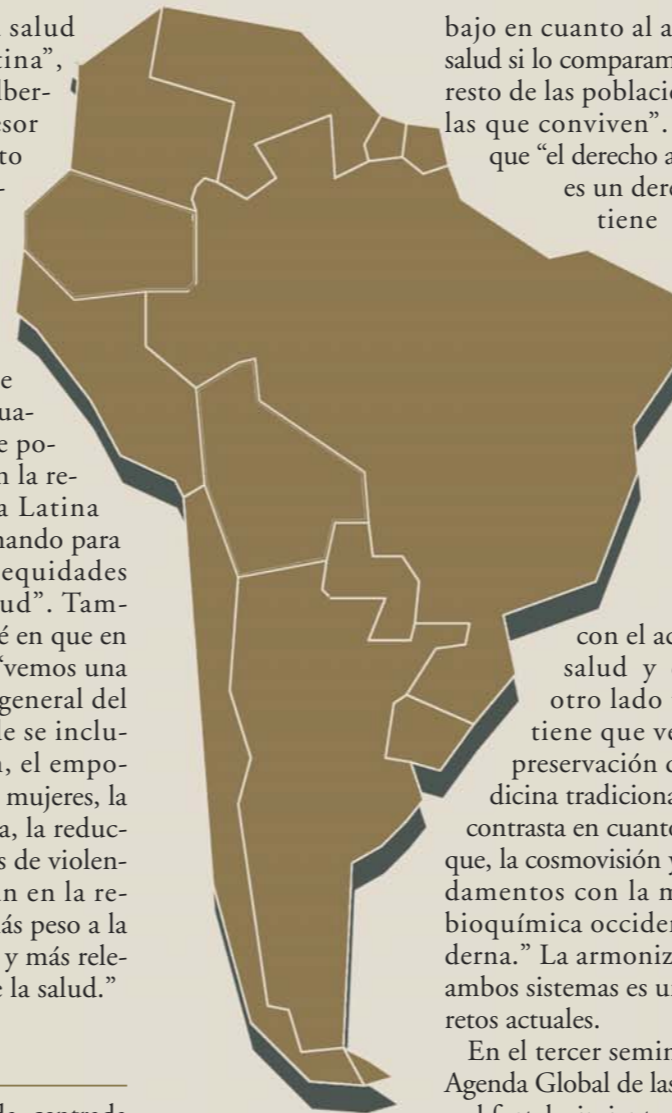 salud
tina”,
lber-
esor
to
-
e
ua-
e po-
n la re-
a Latina
nando para
equidades
ud”. Tam-
é en que en
“vemos una
general del
le se inclu-
n, el empo-
mujeres, la
a, la reduc-
s de violen-
n en la re-
más peso a la
y más rele-
e la salud.”
bajo en cuanto al a
salud si lo comparam
resto de las poblacio
las que conviven”.
que “el derecho a
es un dere
tiene
con el ac
salud y
otro lado
tiene que ve
preservación d
dicina tradiciona
contrasta en cuanto
que, la cosmovisión y
damentos con la m
bioquímica occiden
derna.” La armoniz
ambos sistemas es u
retos actuales.
En el tercer semin
Agenda Global de las